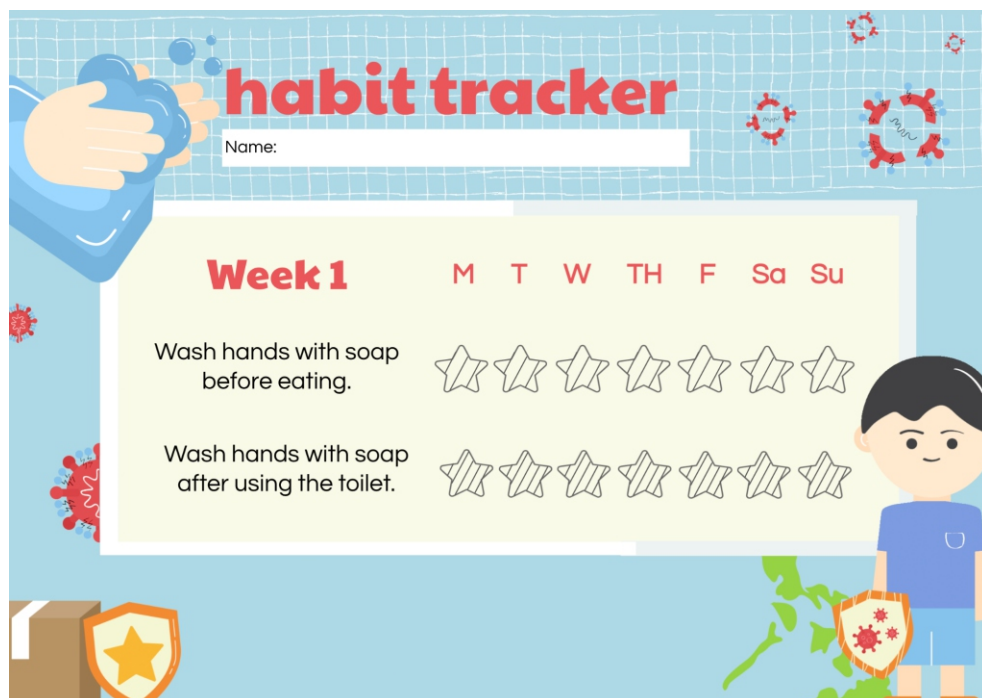 habit tracker
Name:
Week 1 M T W TH F Sa Su
Wash hands with soap
before eating.
Wash hands with soap
after using the toilet.